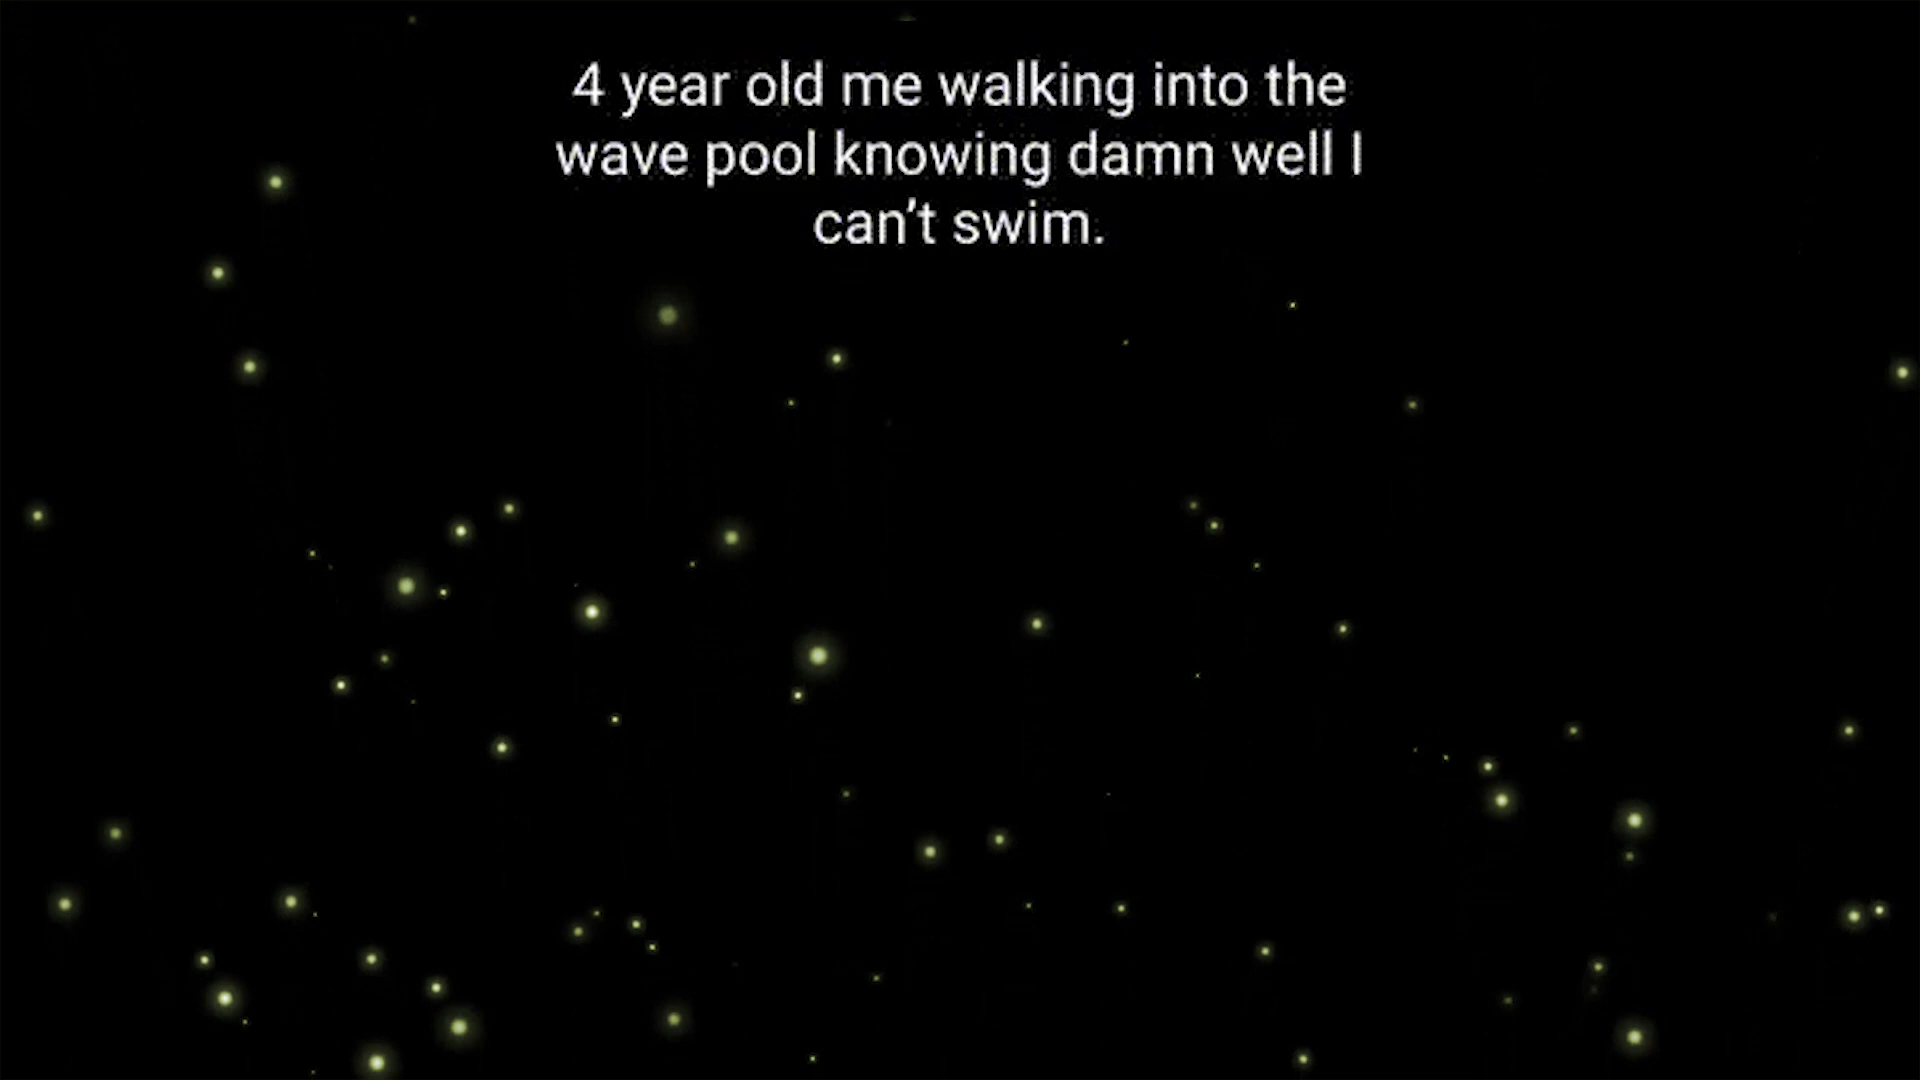 4 year old me walking into the
wave pool knowing damn well I
can’t swim.